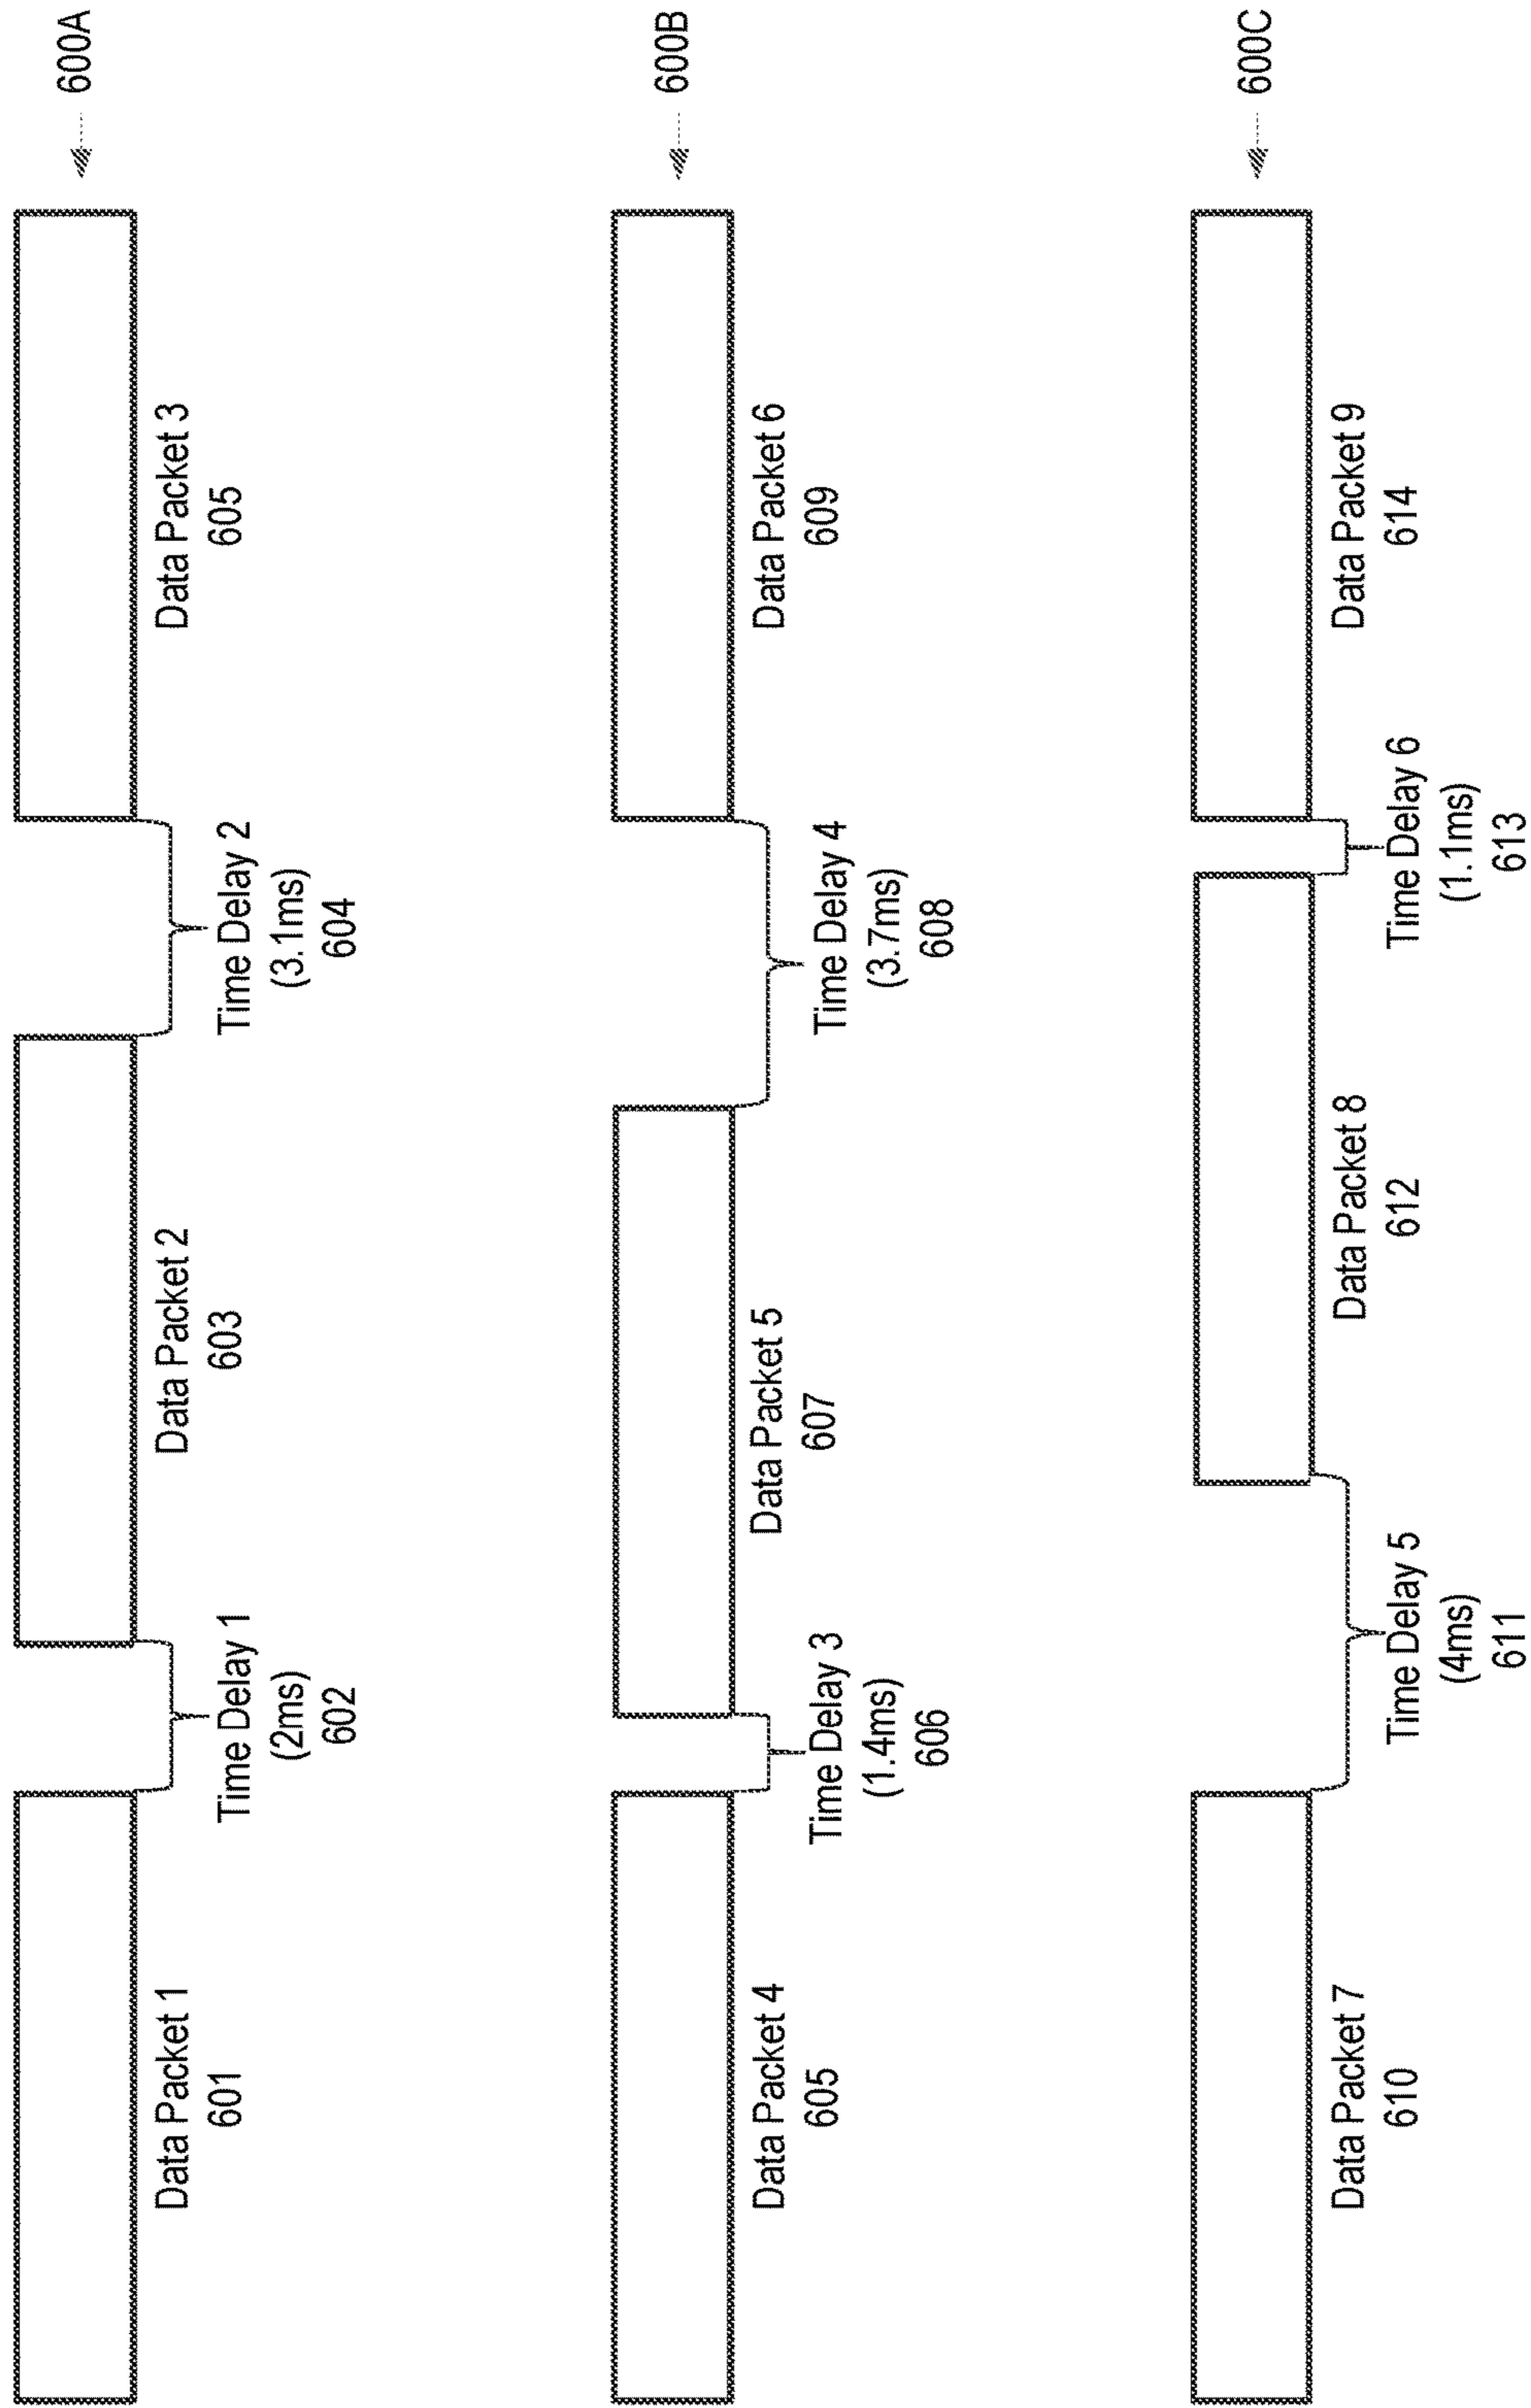 Data Packet 1
601
Time Delay 1
(2ms)
602
Data Packet 2
603
Time Delay 2
(3.1ms)
604
Data Packet 3
605
600A
Data Packet 4
605
Time Delay 3
(1.4ms)
606
Data Packet 5
607
Time Delay 4
(3.7ms)
608
Data Packet 6
609
600B
Data Packet 7
610
Time Delay 5
(4ms)
611
Data Packet 8
612
Time Delay 6
(1.1ms)
613
Data Packet 9
614
600C